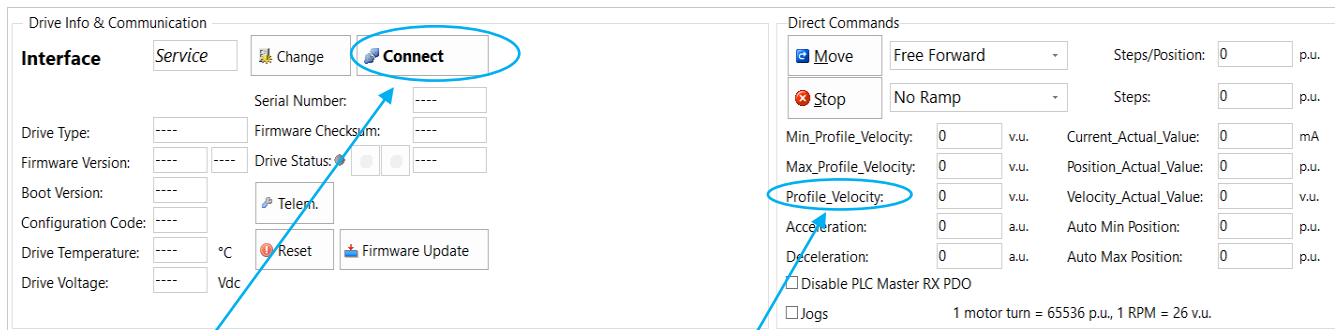 Drive Info & Communication
Interface Service Change Connect
Serial Number: ----
Drive Type: ---- Firmware Checksum: ----
Firmware Version: ---- ---- Drive Status: ----
Boot Version: ----
Telem.
Configuration Code: ----
Drive Temperature: ---- °C Reset Firmware Update
Drive Voltage: ---- Vdc
Direct Commands
Move Free Forward Steps/Position: 0 p.u.
Stop No Ramp Steps: 0 p.u.
Min_Profile_Velocity: 0 v.u. Current_Actual_Value: 0 mA
Max_Profile_Velocity: 0 v.u. Position_Actual_Value: 0 p.u.
Profile_Velocity: 0 v.u. Velocity_Actual_Value: 0 v.u.
Acceleration: 0 a.u. Auto Min Position: 0 p.u.
Deceleration: 0 a.u. Auto Max Position: 0 p.u.
Disable PLC Master RX PDO
Jogs 1 motor turn = 65536 p.u., 1 RPM = 26 v.u.